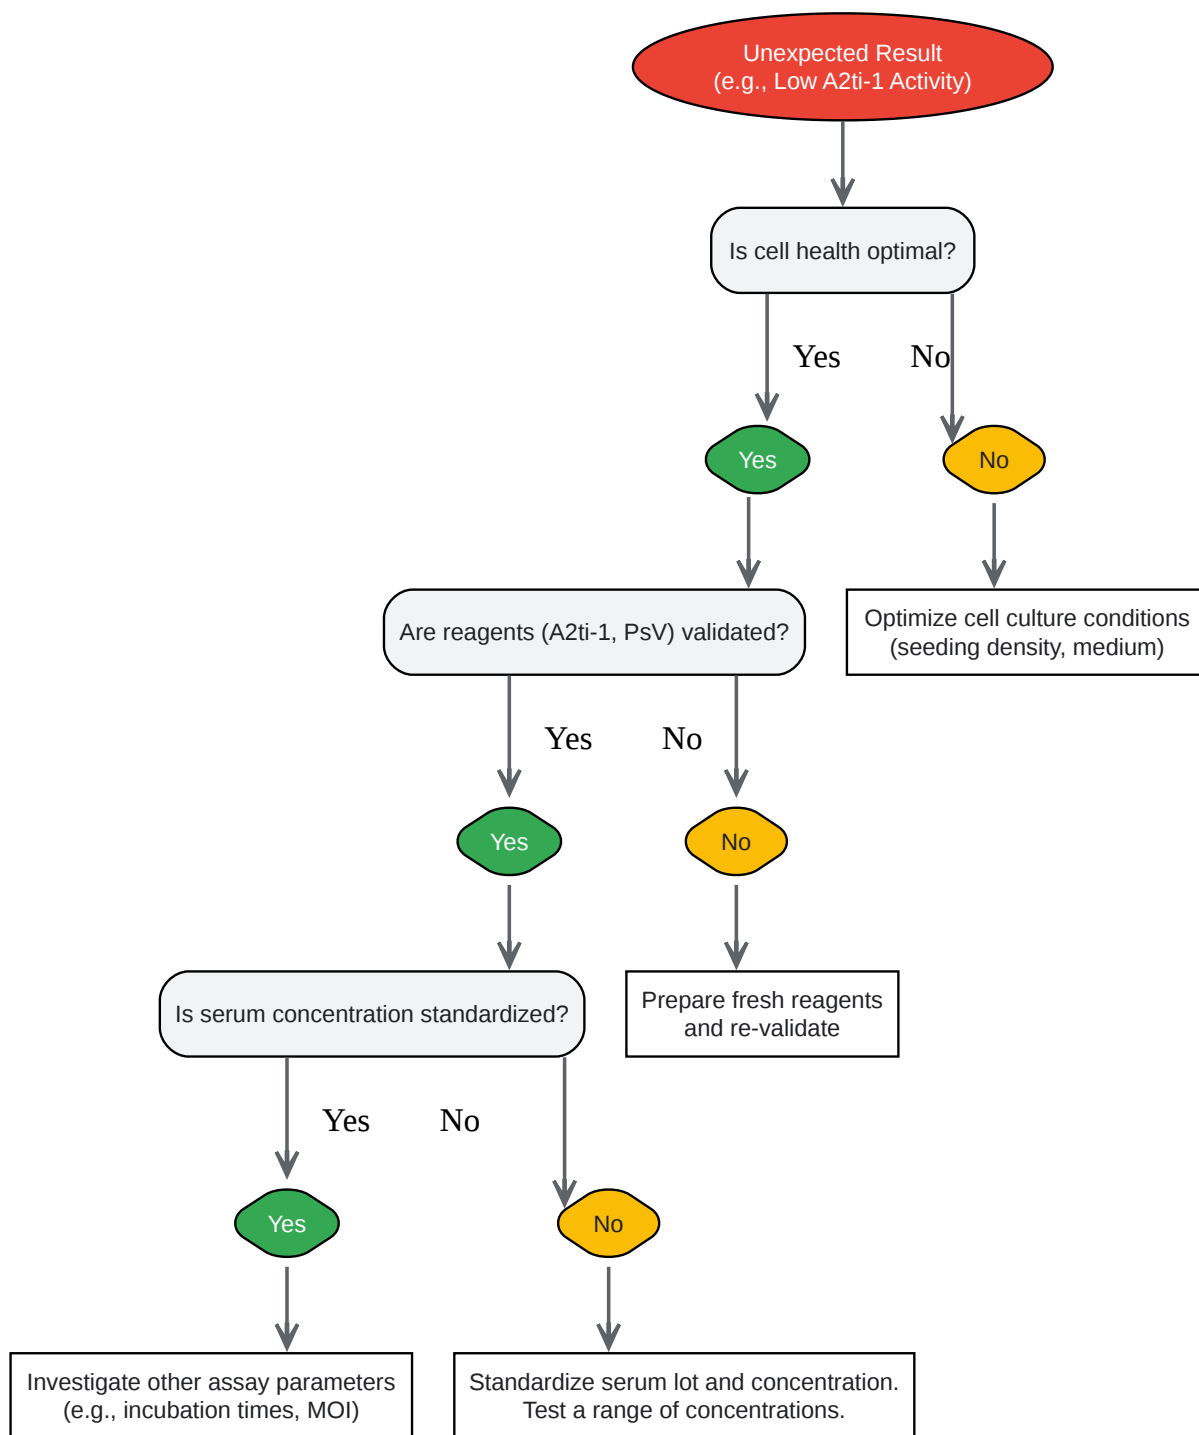 Unexpected Result
(e.g., Low A2ti-1 Activity)
Is cell health optimal?
Yes
No
Yes
No
Are reagents (A2ti-1, PsV) validated?
Optimize cell culture conditions
(seeding density, medium)
Yes
No
Yes
No
Is serum concentration standardized?
Prepare fresh reagents
and re-validate
Yes
No
Yes
No
Investigate other assay parameters
(e.g., incubation times, MOI)
Standardize serum lot and concentration.
Test a range of concentrations.